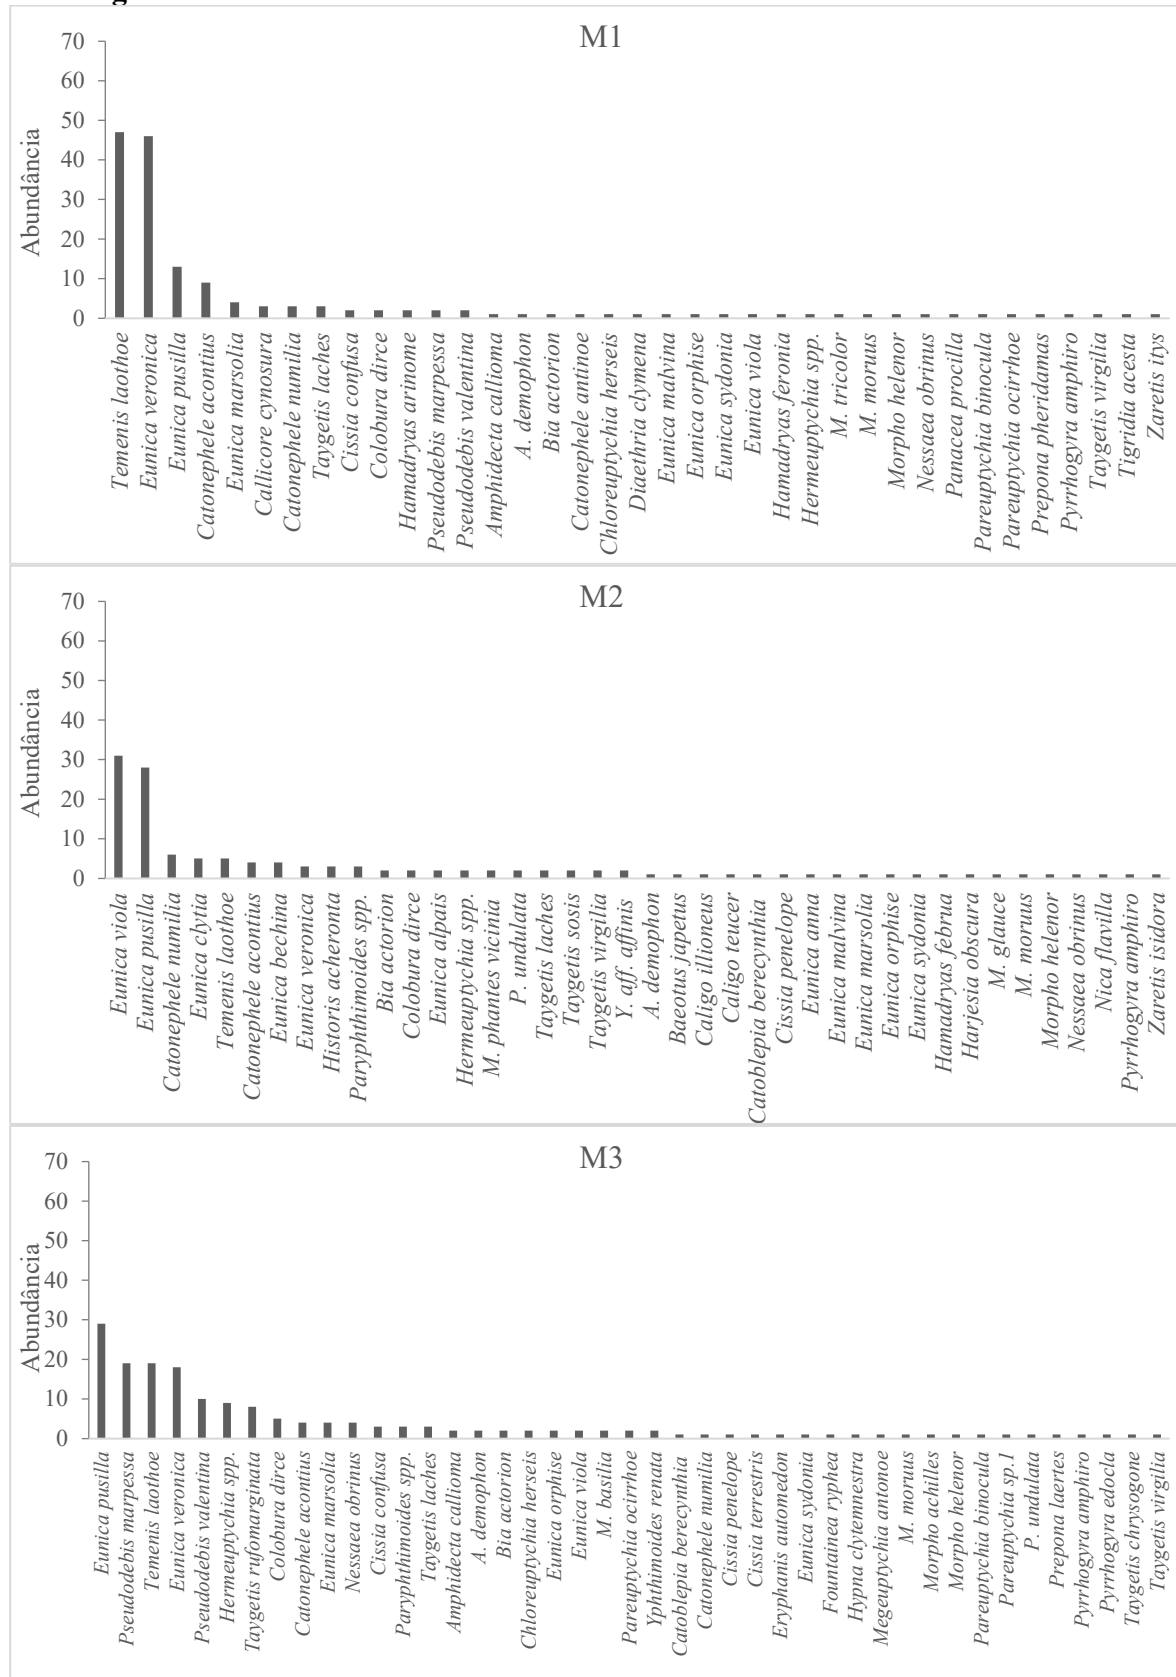 M1
70
60
50
40
30
20
10
0
Abundância
Temenis laothoe
Eunica veronica
Eunica pusilla
Catonephele acontius
Eunica marsolia
Callicore cynosura
Catonephele numilia
Taygetis laches
Cissia confusa
Colobura dirce
Hamadryas arinome
Pseudodebis marpessa
Pseudodebis valentina
Amphidecta callioma
A. demophon
Bia actorion
Catonephele antinoe
Chloreuptychia herseis
Diaethria clymena
Eunica malvina
Eunica orphise
Eunica sydonia
Eunica viola
Hamadryas feronia
Hermeuptychia spp.
M. tricolor
M. moruus
Morpho helenor
Nessaea obrinus
Panacea procilla
Pareuptychia binocula
Pareuptychia ocirrhoe
Prepona pheridamas
Pyrrhogyra amphiro
Taygetis virgilia
Tigridia acesta
Zaretis itys
M2
70
60
50
40
30
20
10
0
Abundância
Eunica viola
Eunica pusilla
Catonephele numilia
Eunica clytia
Temenis laothoe
Catonephele acontius
Eunica bechina
Eunica veronica
Historis acheronta
Paryphthimoides spp.
Bia actorion
Colobura dirce
Eunica alpais
Hermeuptychia spp.
M. phantes vicinia
P. undulata
Taygetis laches
Taygetis sosis
Taygetis virgilia
Y. aff. affinis
A. demophon
Baeotus japetus
Caligo illioneus
Caligo teucer
Catoblepia berecynthia
Cissia penelope
Eunica anna
Eunica malvina
Eunica marsolia
Eunica orphise
Eunica sydonia
Hamadryas februa
Harjesia obscura
M. glauce
M. moruus
Morpho helenor
Nessaea obrinus
Nica flavilla
Pyrrhogyra amphiro
Zaretis isidora
M3
70
60
50
40
30
20
10
0
Abundância
Eunica pusilla
Pseudodebis marpessa
Temenis laothoe
Eunica veronica
Pseudodebis valentina
Hermeuptychia spp.
Taygetis rufomarginata
Colobura dirce
Catonephele acontius
Eunica marsolia
Nessaea obrinus
Cissia confusa
Paryphthimoides spp.
Taygetis laches
Amphidecta callioma
A. demophon
Bia actorion
Chloreuptychia herseis
Eunica orphise
Eunica viola
M. basilia
Pareuptychia ocirrhoe
Yphthimoides renata
Catoblepia berecynthia
Catonephele numilia
Cissia penelope
Cissia terrestris
Eryphanis automedon
Eunica sydonia
Fountainea ryphea
Hypna clytemnestra
Megeuptychia antonoe
M. moruus
Morpho achilles
Morpho helenor
Pareuptychia binocula
Pareuptychia sp.1
P. undulata
Prepona laertes
Pyrrhogyra amphiro
Pyrrhogyra edocla
Taygetis chrysogone
Taygetis virgilia